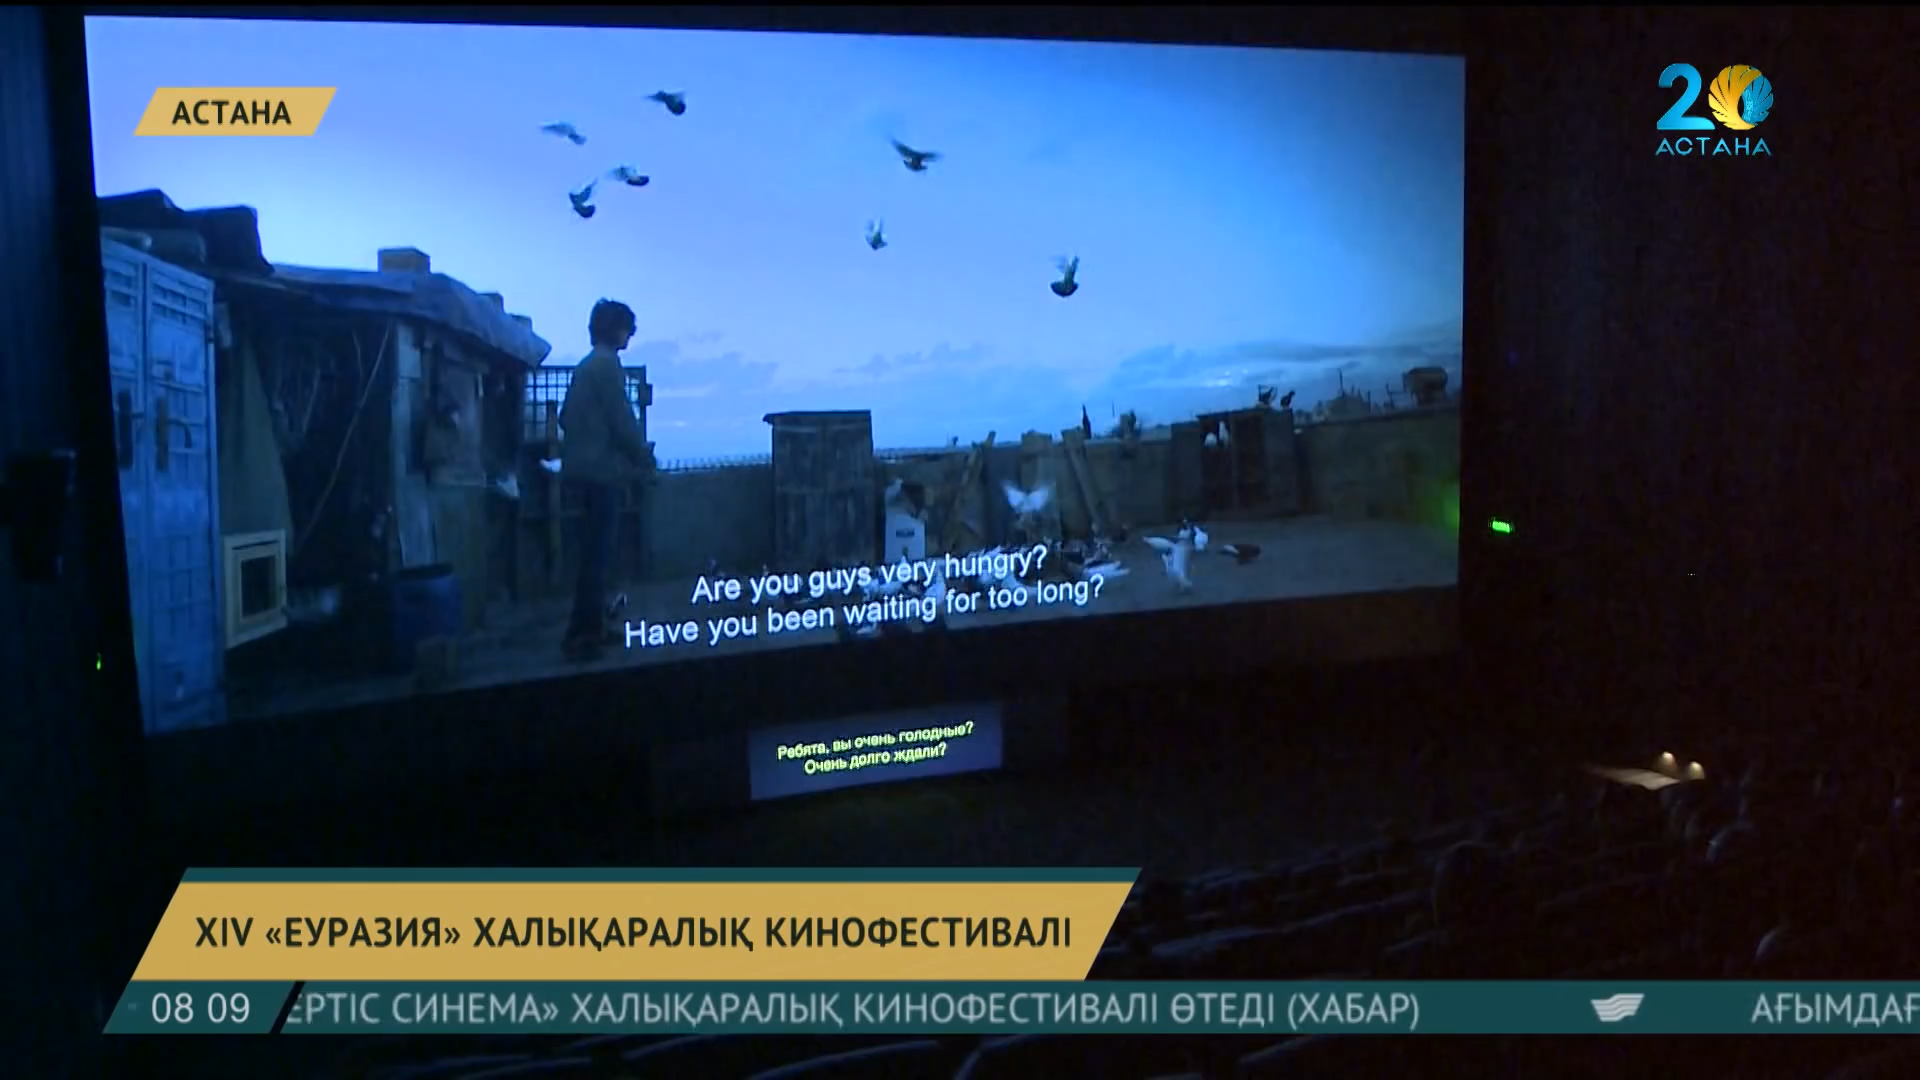 АСТАНА
20
АСТАНА
Are you guys very hungry?
Have you been waiting for too long?
Ребята, вы очень голодные?
Очень долго ждали?
XIV «ЕУРАЗИЯ» ХАЛЫҚАРАЛЫҚ КИНОФЕСТИВАЛІ
08 09
ЕРТІС СИНЕМА» ХАЛЫҚАРАЛЫҚ КИНОФЕСТИВАЛІ ӨТЕДІ (ХАБАР)